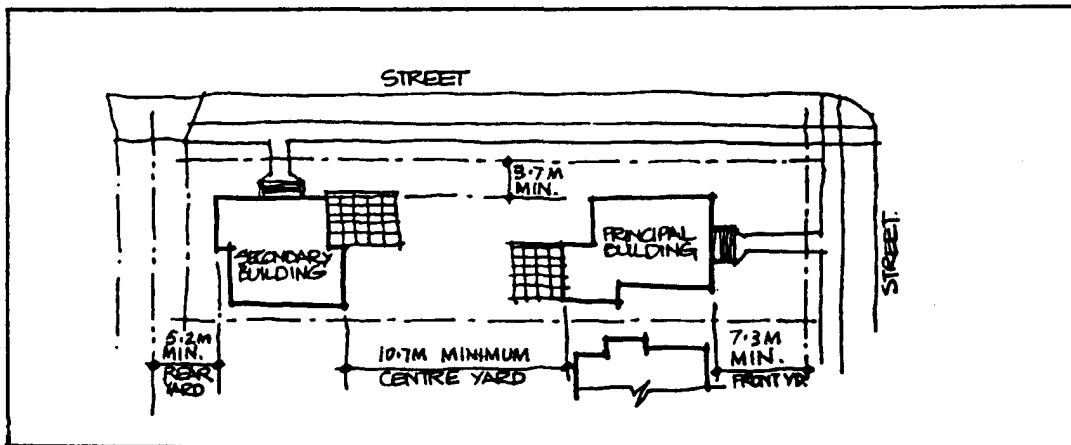 STREET
3.7M
MIN.
SECONDARY
BUILDING
PRINCIPAL
BUILDING
STREET.
5.2M
MIN.
REAR
YARD
10.7M MINIMUM
CENTRE YARD
7.3M
MIN.
FRONT YD.